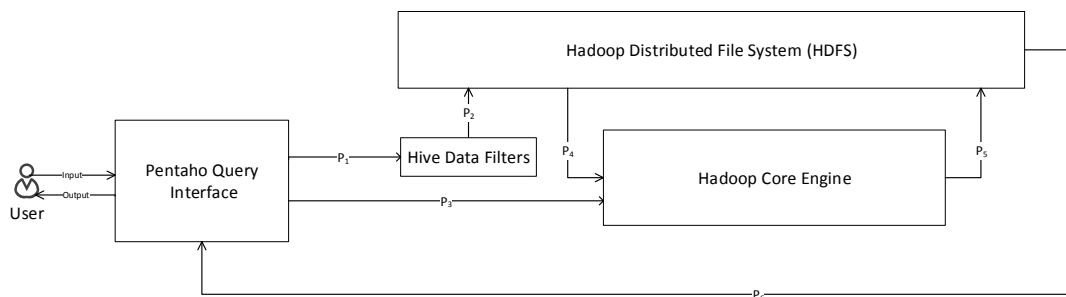 Hadoop Distributed File System (HDFS)
P₂
Pentaho Query
Interface
P₁
Hive Data Filters
P₄
Hadoop Core Engine
P₅
Input
Output
User
P₃